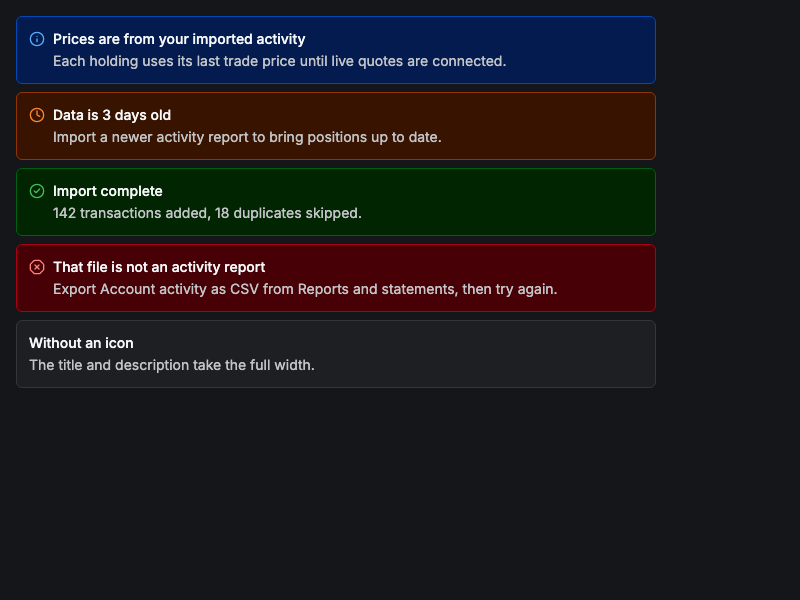 Prices are from your imported activity
Each holding uses its last trade price until live quotes are connected.
Data is 3 days old
Import a newer activity report to bring positions up to date.
Import complete
142 transactions added, 18 duplicates skipped.
That file is not an activity report
Export Account activity as CSV from Reports and statements, then try again.
Without an icon
The title and description take the full width.